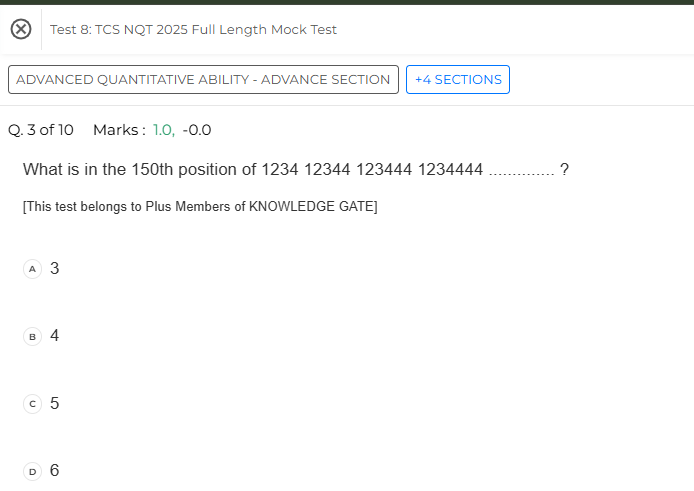 Test 8: TCS NQT 2025 Full Length Mock Test
ADVANCED QUANTITATIVE ABILITY - ADVANCE SECTION +4 SECTIONS
Q. 3 of 10 Marks : 1.0, -0.0
What is in the 150th position of 1234 12344 123444 1234444 .............. ?
[This test belongs to Plus Members of KNOWLEDGE GATE]
A 3
B 4
C 5
D 6